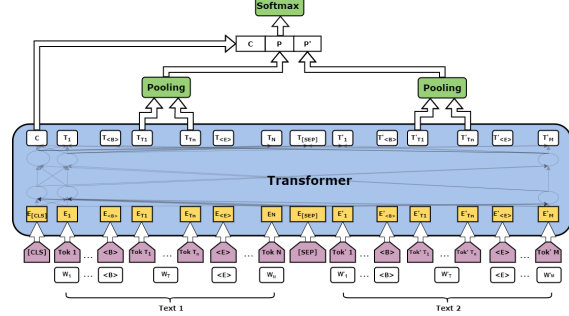 Softmax
C P P'
Pooling Pooling
C T1 T<B> TT1 TTn T<E> TN T[SEP] T'1 T'<B> T'T1 T'Tn T'<E> T'M
Transformer
E[CLS] E1 E<B> ET1 ETn E<E> EN E[SEP] E'1 E'<B> E'T1 E'Tn E'<E> E'M
[CLS] Tok 1 ... <B> Tok T1 ... Tok Tn <E> ... Tok N [SEP] Tok' 1 ... <B> Tok' T1 ... Tok' Tn <E> ... Tok' M
W1 ... <B> WT <E> ... W'1 ... <B> W'T <E> ... W'M
Text 1 Text 2